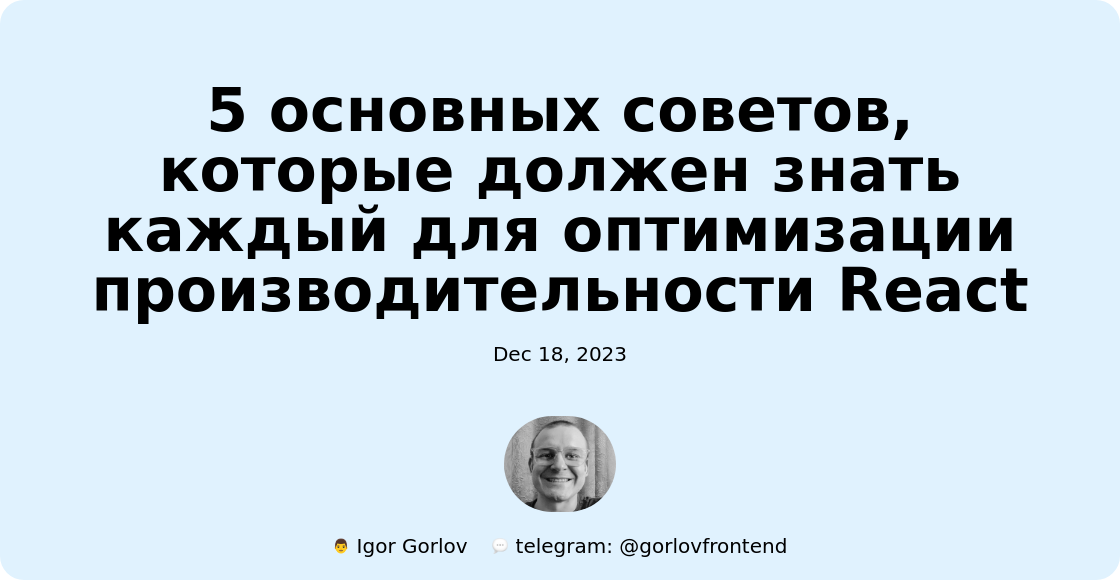 5 основных советов,
которые должен знать
каждый для оптимизации
производительности React
Dec 18, 2023
👨 Igor Gorlov 💬 telegram: @gorlovfrontend